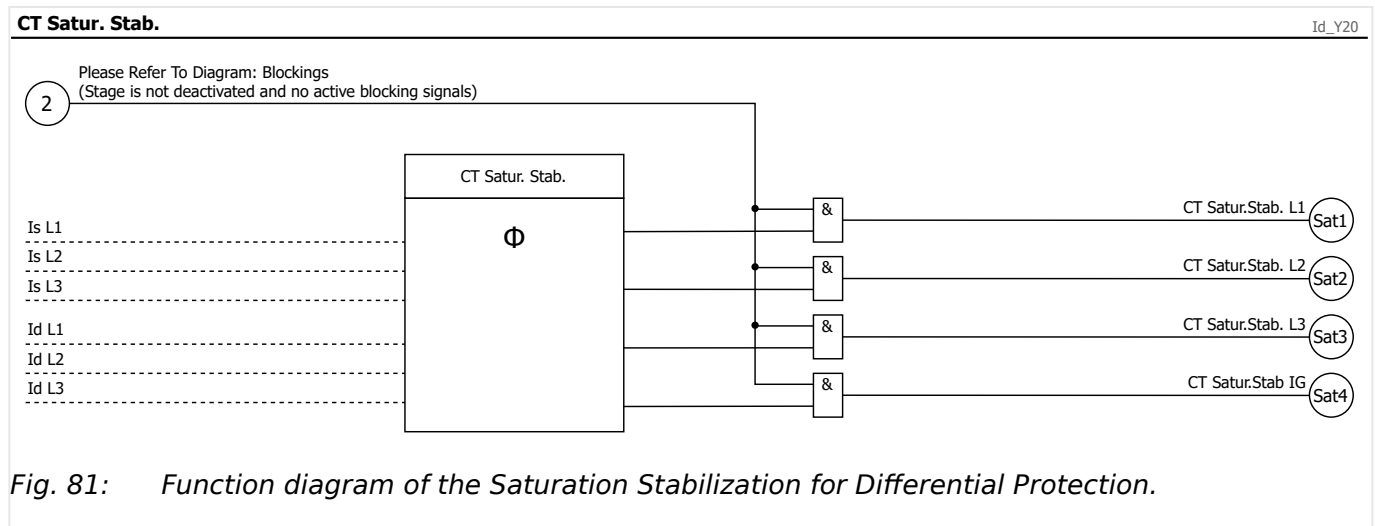 CT Satur. Stab.
Id_Y20
Please Refer To Diagram: Blockings
(Stage is not deactivated and no active blocking signals)
2
CT Satur. Stab.
Φ
Is L1
Is L2
Is L3
Id L1
Id L2
Id L3
&
CT Satur.Stab. L1
Sat1
&
CT Satur.Stab. L2
Sat2
&
CT Satur.Stab. L3
Sat3
&
CT Satur.Stab IG
Sat4
Fig. 81: Function diagram of the Saturation Stabilization for Differential Protection.